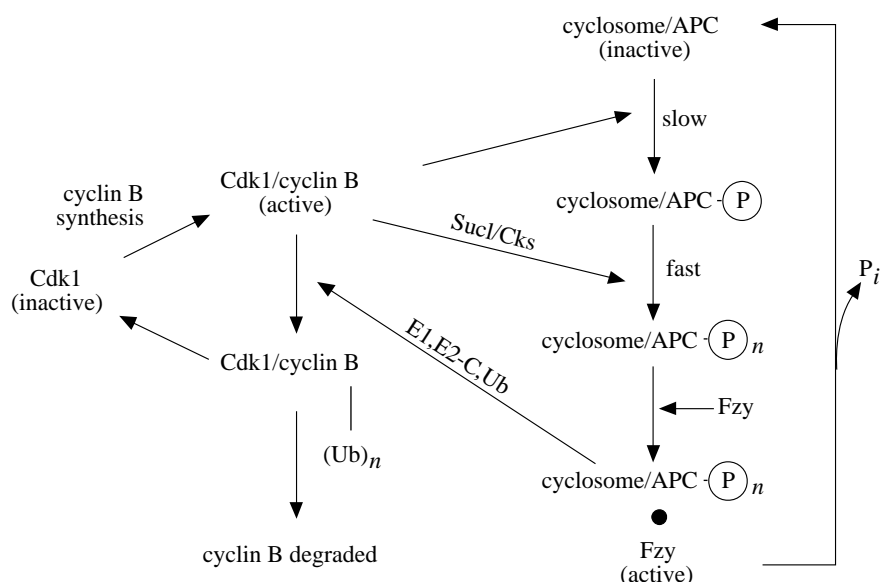 cyclosome/APC
(inactive)
slow
cyclin B
synthesis
Cdk1/cyclin B
(active)
cyclosome/APC - P
Sucl/Cks
fast
Cdk1
(inactive)
P i
cyclosome/APC - P n
Cdk1/cyclin B
E1,E2-C,Ub
Fzy
(Ub)n
cyclosome/APC - P n
cyclin B degraded
Fzy
(active)